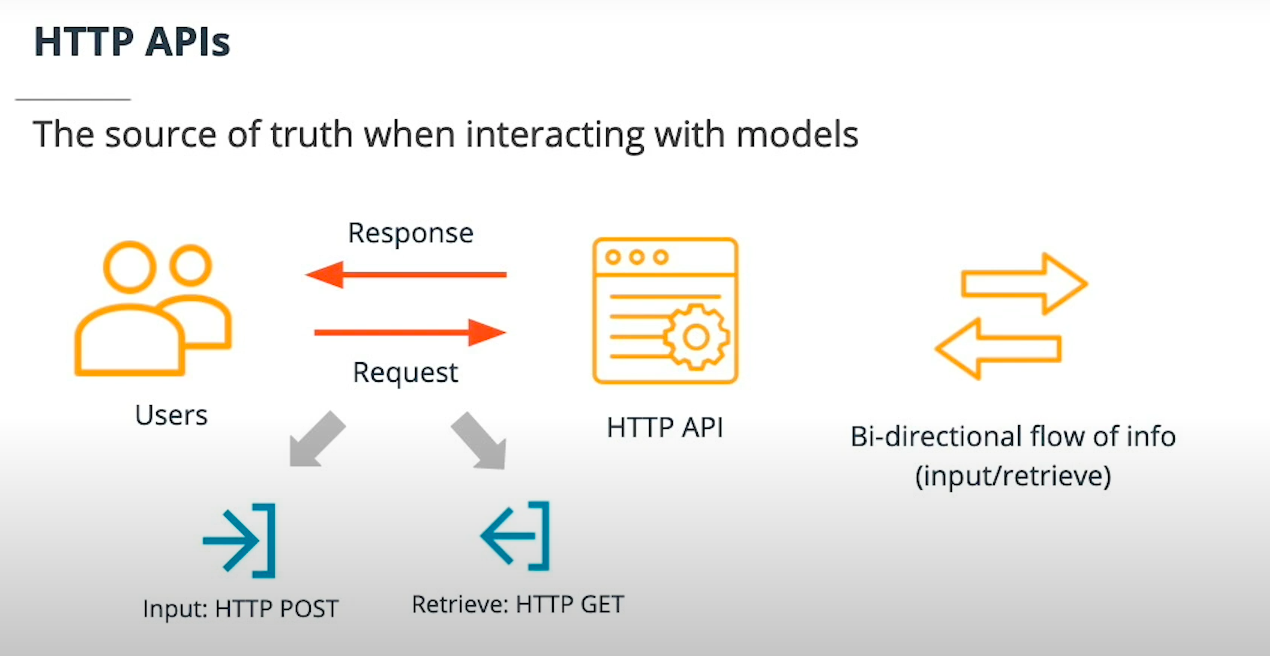 HTTP APIs
The source of truth when interacting with models
Response
Request
Users
HTTP API
Bi-directional flow of info
(input/retrieve)
Input: HTTP POST
Retrieve: HTTP GET